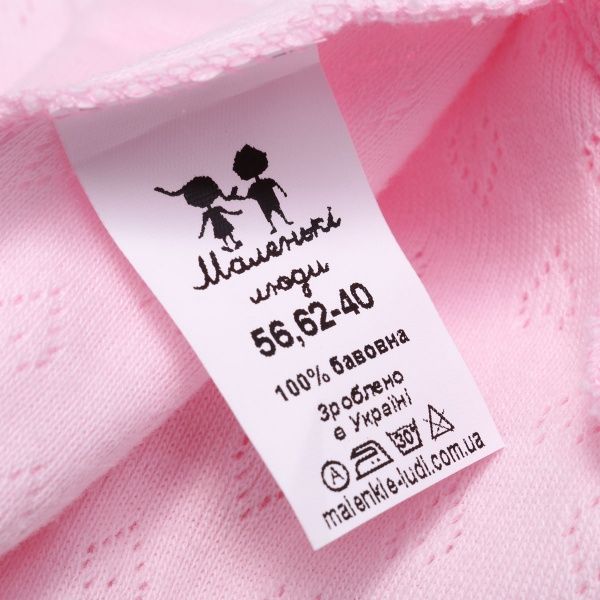 Маленькі
люди
56,62-40
100% бавовна
Зроблено
в Україні
A 30°
malenkie-ludi.com.ua